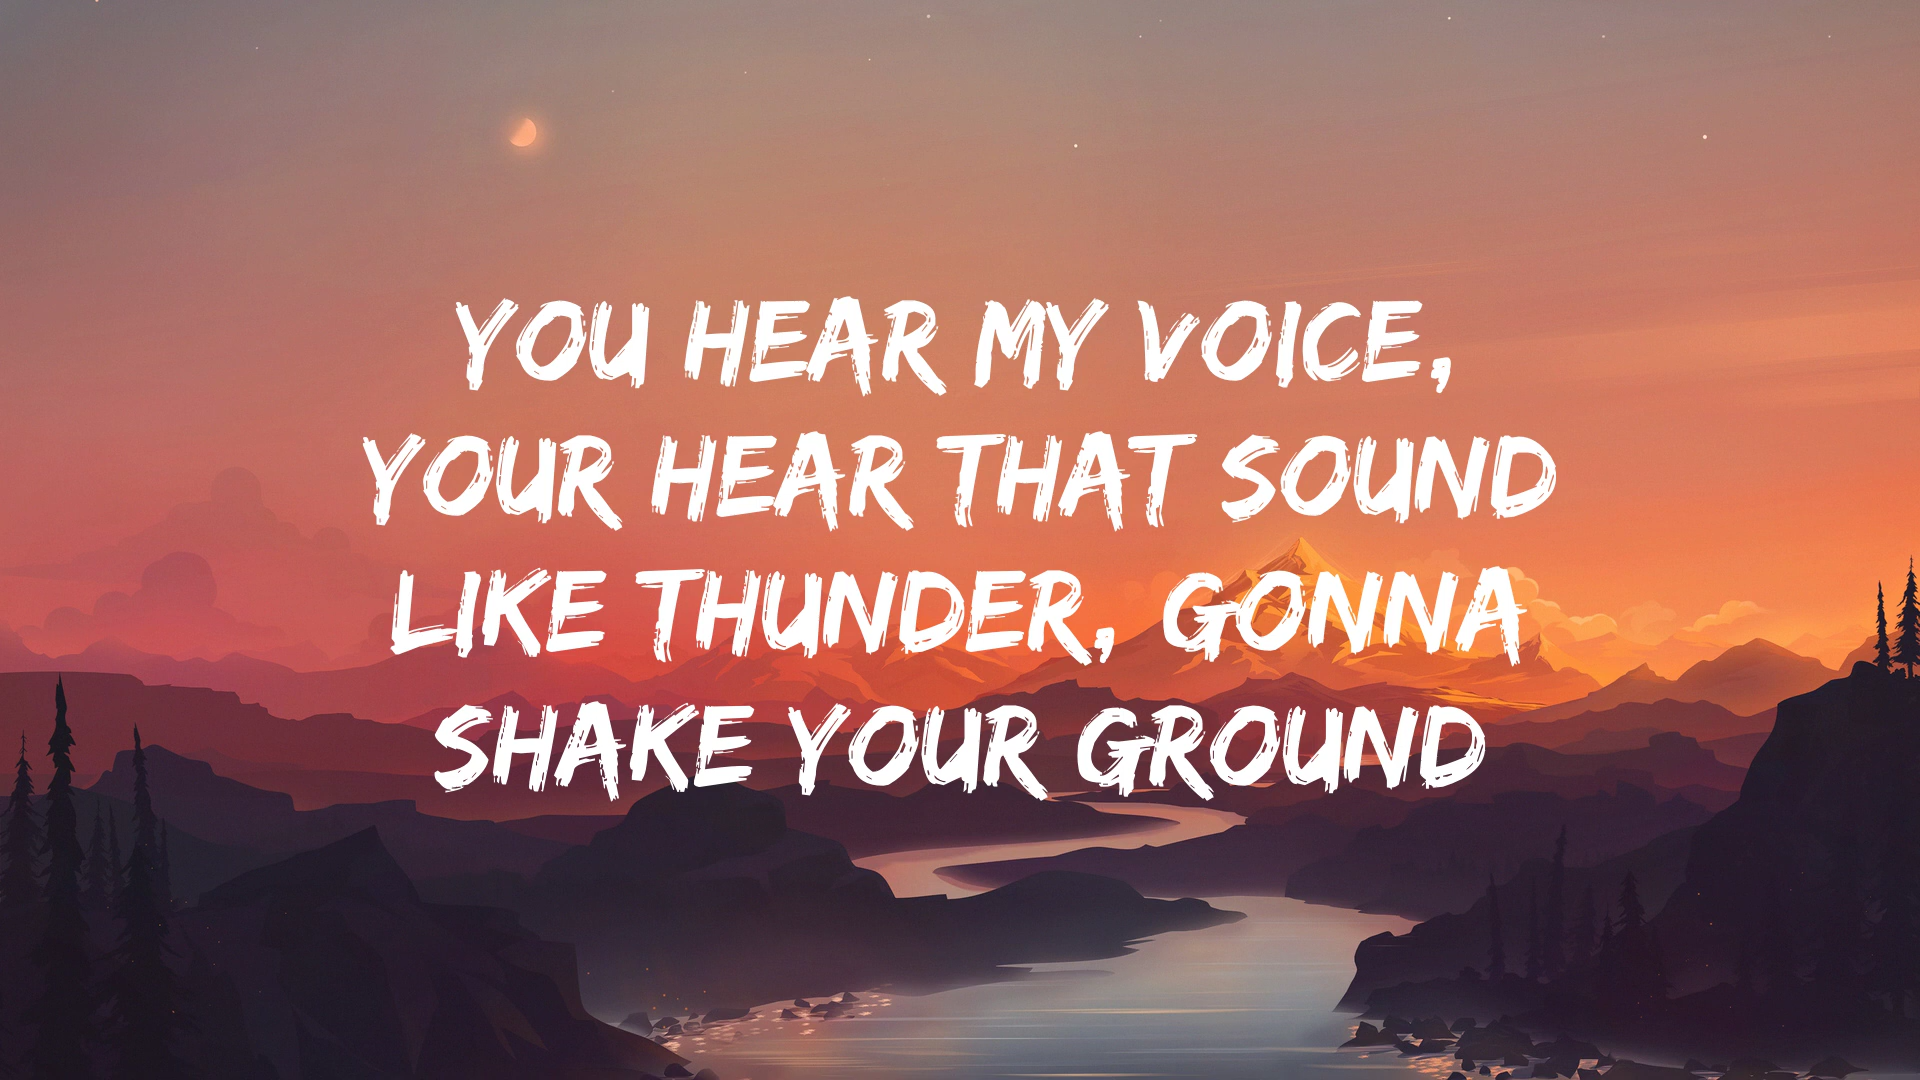 YOU HEAR MY VOICE,
YOUR HEAR THAT SOUND
LIKE THUNDER, GONNA
SHAKE YOUR GROUND